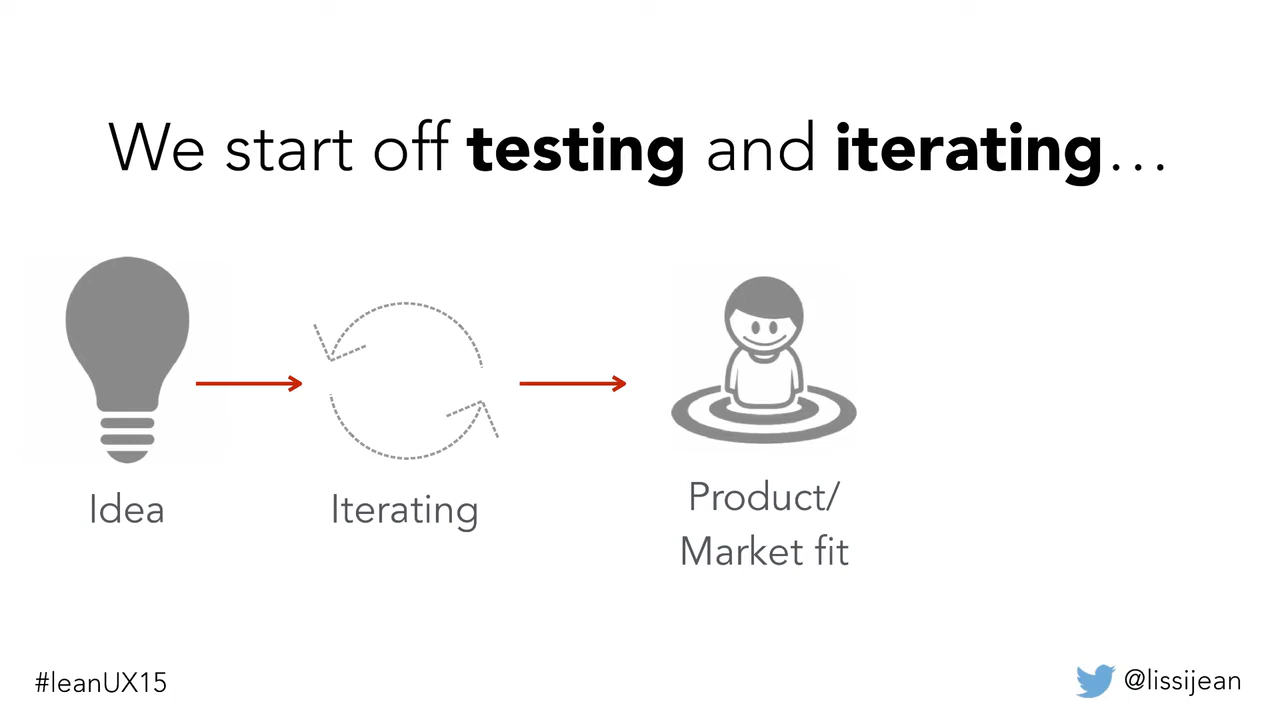 We start off testing and iterating…
Idea
Iterating
Product/
Market fit
#leanUX15
@lissijean